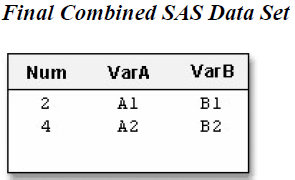 Final Combined SAS Data Set
Num VarA VarB
2 A1 B1
4 A2 B2